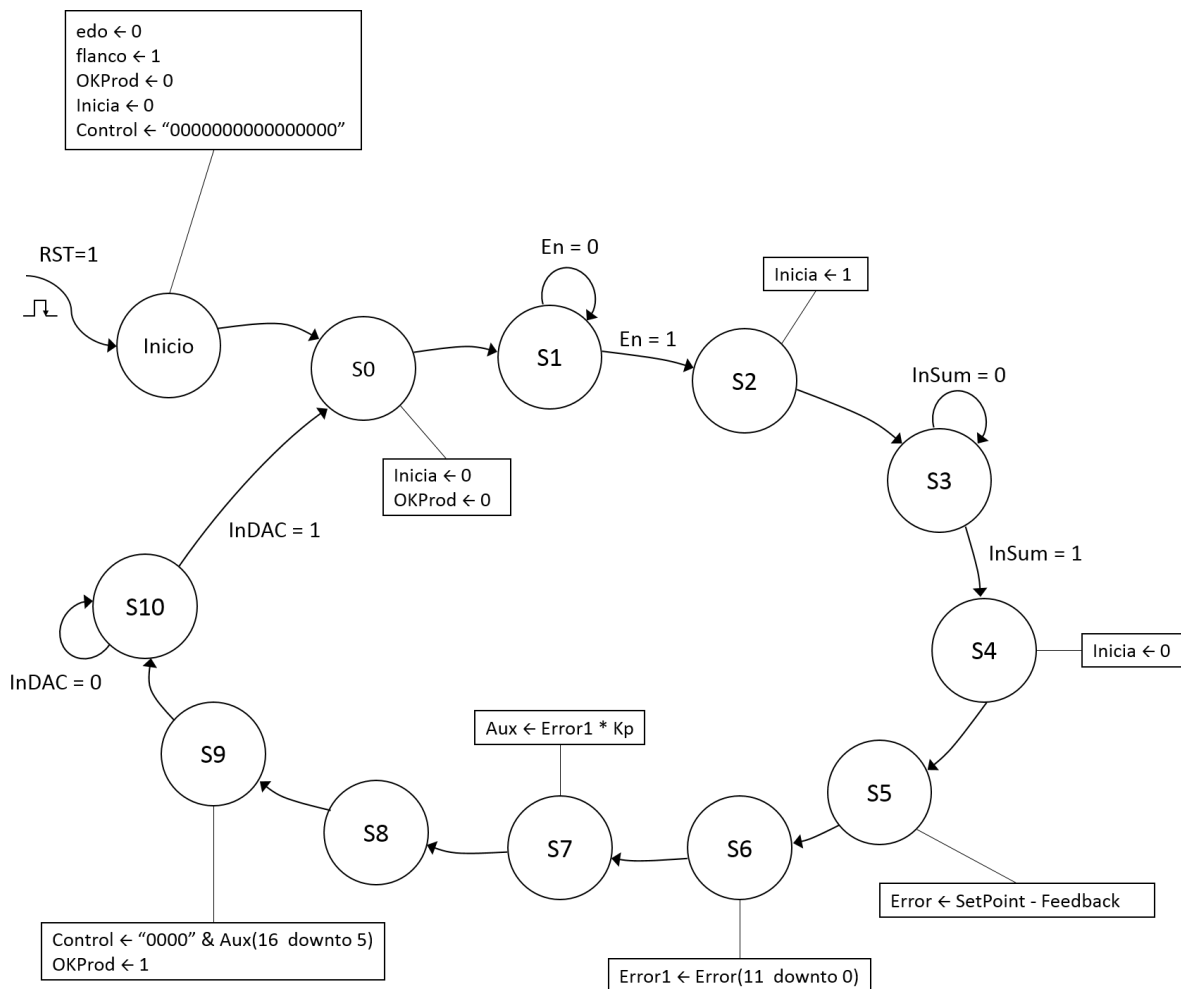 edo ← 0
flanco ← 1
OKProd ← 0
Inicia ← 0
Control ← “0000000000000000”
RST=1
Inicio
S0
Inicia ← 0
OKProd ← 0
En = 0
S1
En = 1
Inicia ← 1
S2
InSum = 0
S3
InSum = 1
S4
Inicia ← 0
S5
Error ← SetPoint - Feedback
S6
Error1 ← Error(11 downto 0)
Aux ← Error1 * Kp
S7
S8
S9
Control ← “0000” & Aux(16 downto 5)
OKProd ← 1
S10
InDAC = 0
InDAC = 1